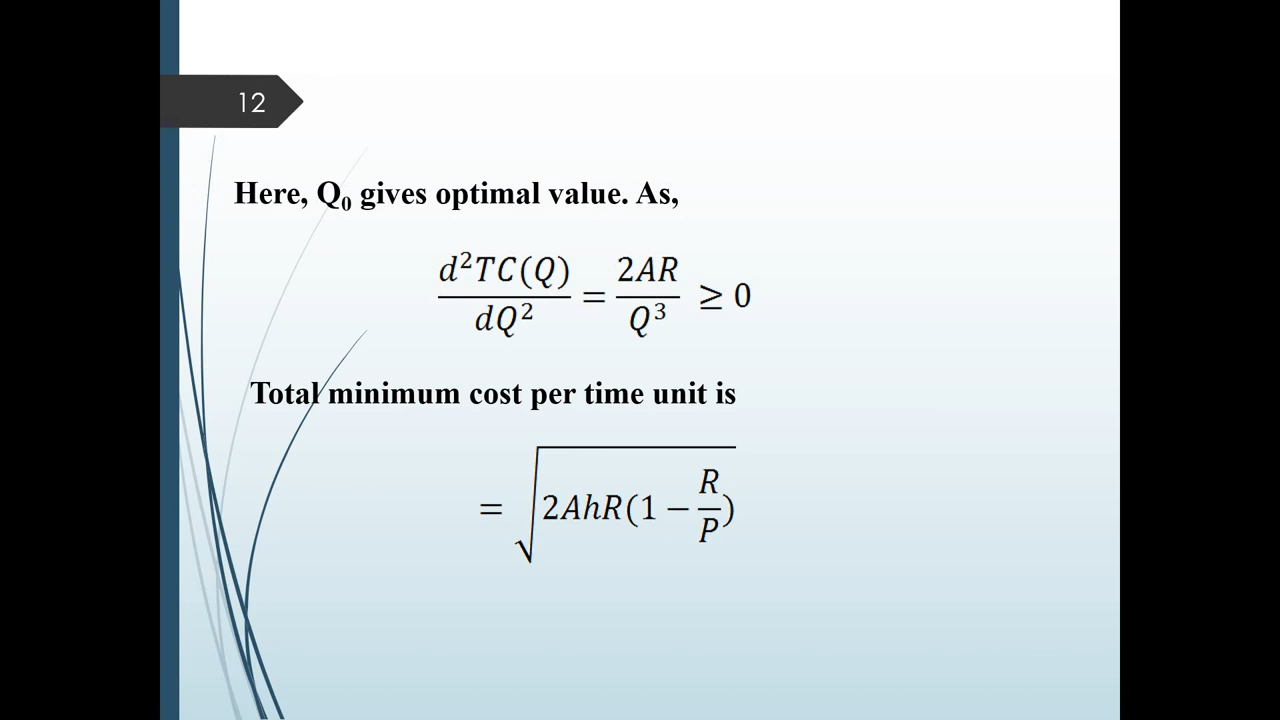 12
Here, Q₀ gives optimal value. As,
d²TC(Q)/dQ² = 2AR/Q³ ≥ 0
Total minimum cost per time unit is
= √(2AhR(1 − R/P))